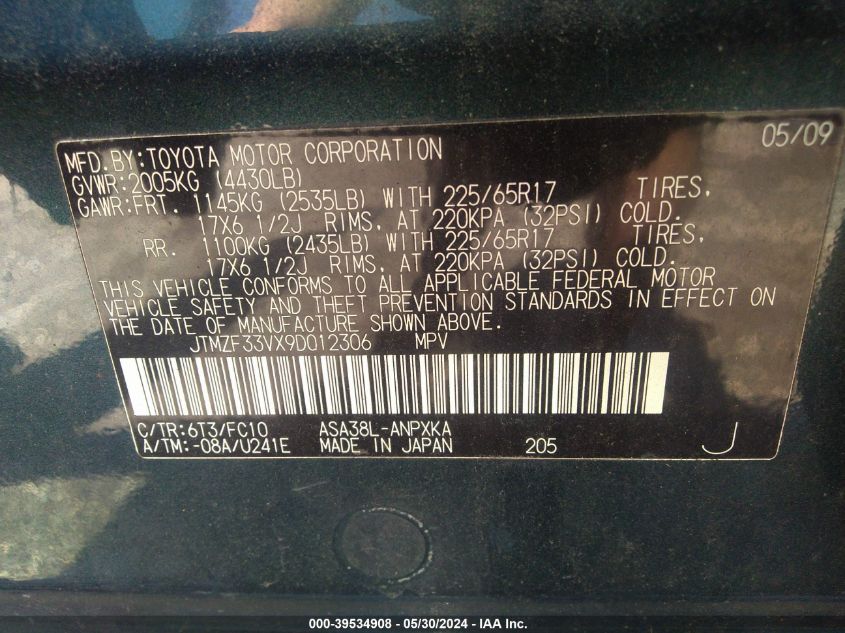 05/09
MFD.BY:TOYOTA MOTOR CORPORATION
GVWR:2005KG (4430LB)
GAWR:FRT. 1145KG (2535LB) WITH 225/65R17 TIRES,
17X6 1/2J RIMS, AT 220KPA (32PSI) COLD.
RR. 1100KG (2435LB) WITH 225/65R17 TIRES,
17X6 1/2J RIMS, AT 220KPA (32PSI) COLD.
THIS VEHICLE CONFORMS TO ALL APPLICABLE FEDERAL MOTOR
VEHICLE SAFETY AND THEFT PREVENTION STANDARDS IN EFFECT ON
THE DATE OF MANUFACTURE SHOWN ABOVE.
JTMZF33VX9D012306 MPV
C/TR:6T3/FC10 ASA38L-ANPXKA
A/TM:-08A/U241E MADE IN JAPAN 205 J
000-39534908 - 05/30/2024 - IAA Inc.